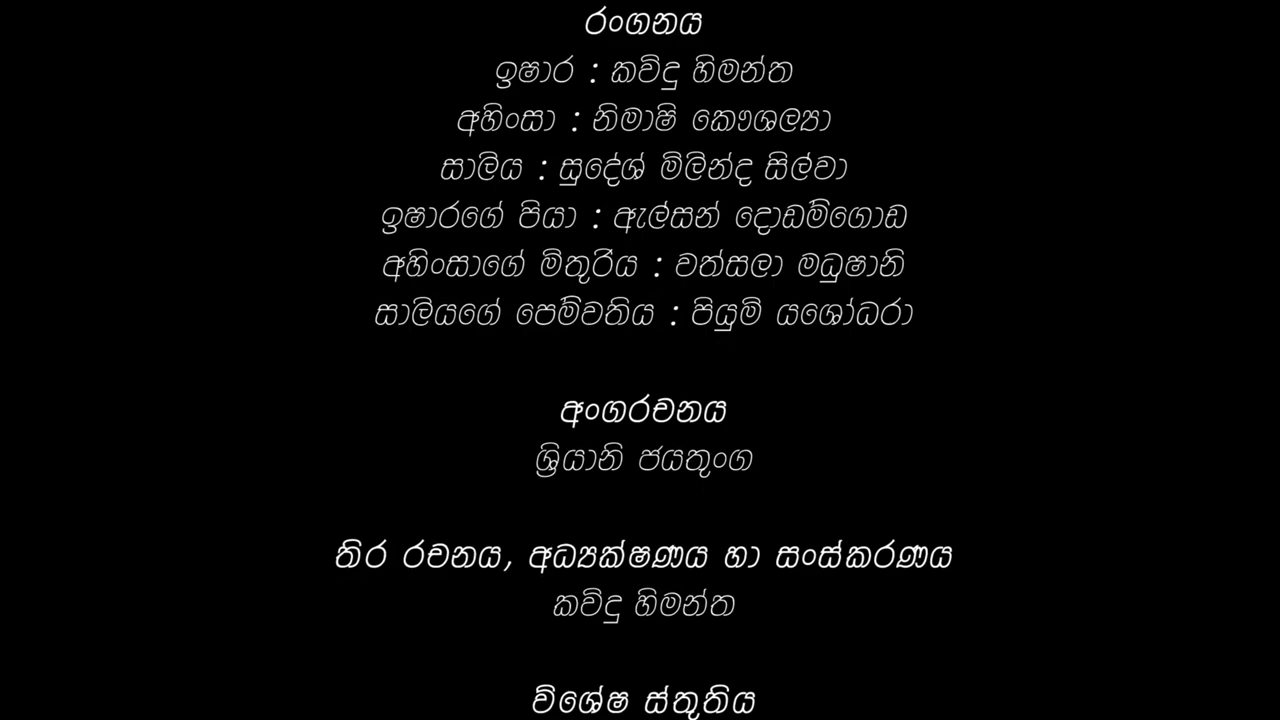 රංගනය
ඉෂාර : කවිදු හිමන්ත
අහිංසා : නිමාෂි කෞශල්‍යා
සාලිය : සුදේශ් මිලින්ද සිල්වා
ඉෂාරගේ පියා : ඇල්සන් දොඩම්ගොඩ
අහිංසාගේ මිතුරිය : වත්සලා මධුෂානි
සාලියගේ පෙම්වතිය : පියුමි යශෝධරා
අංගරචනය
ශ්‍රියානි ජයතුංග
තිර රචනය, අධ්‍යක්ෂණය හා සංස්කරණය
කවිදු හිමන්ත
විශේෂ ස්තුතිය